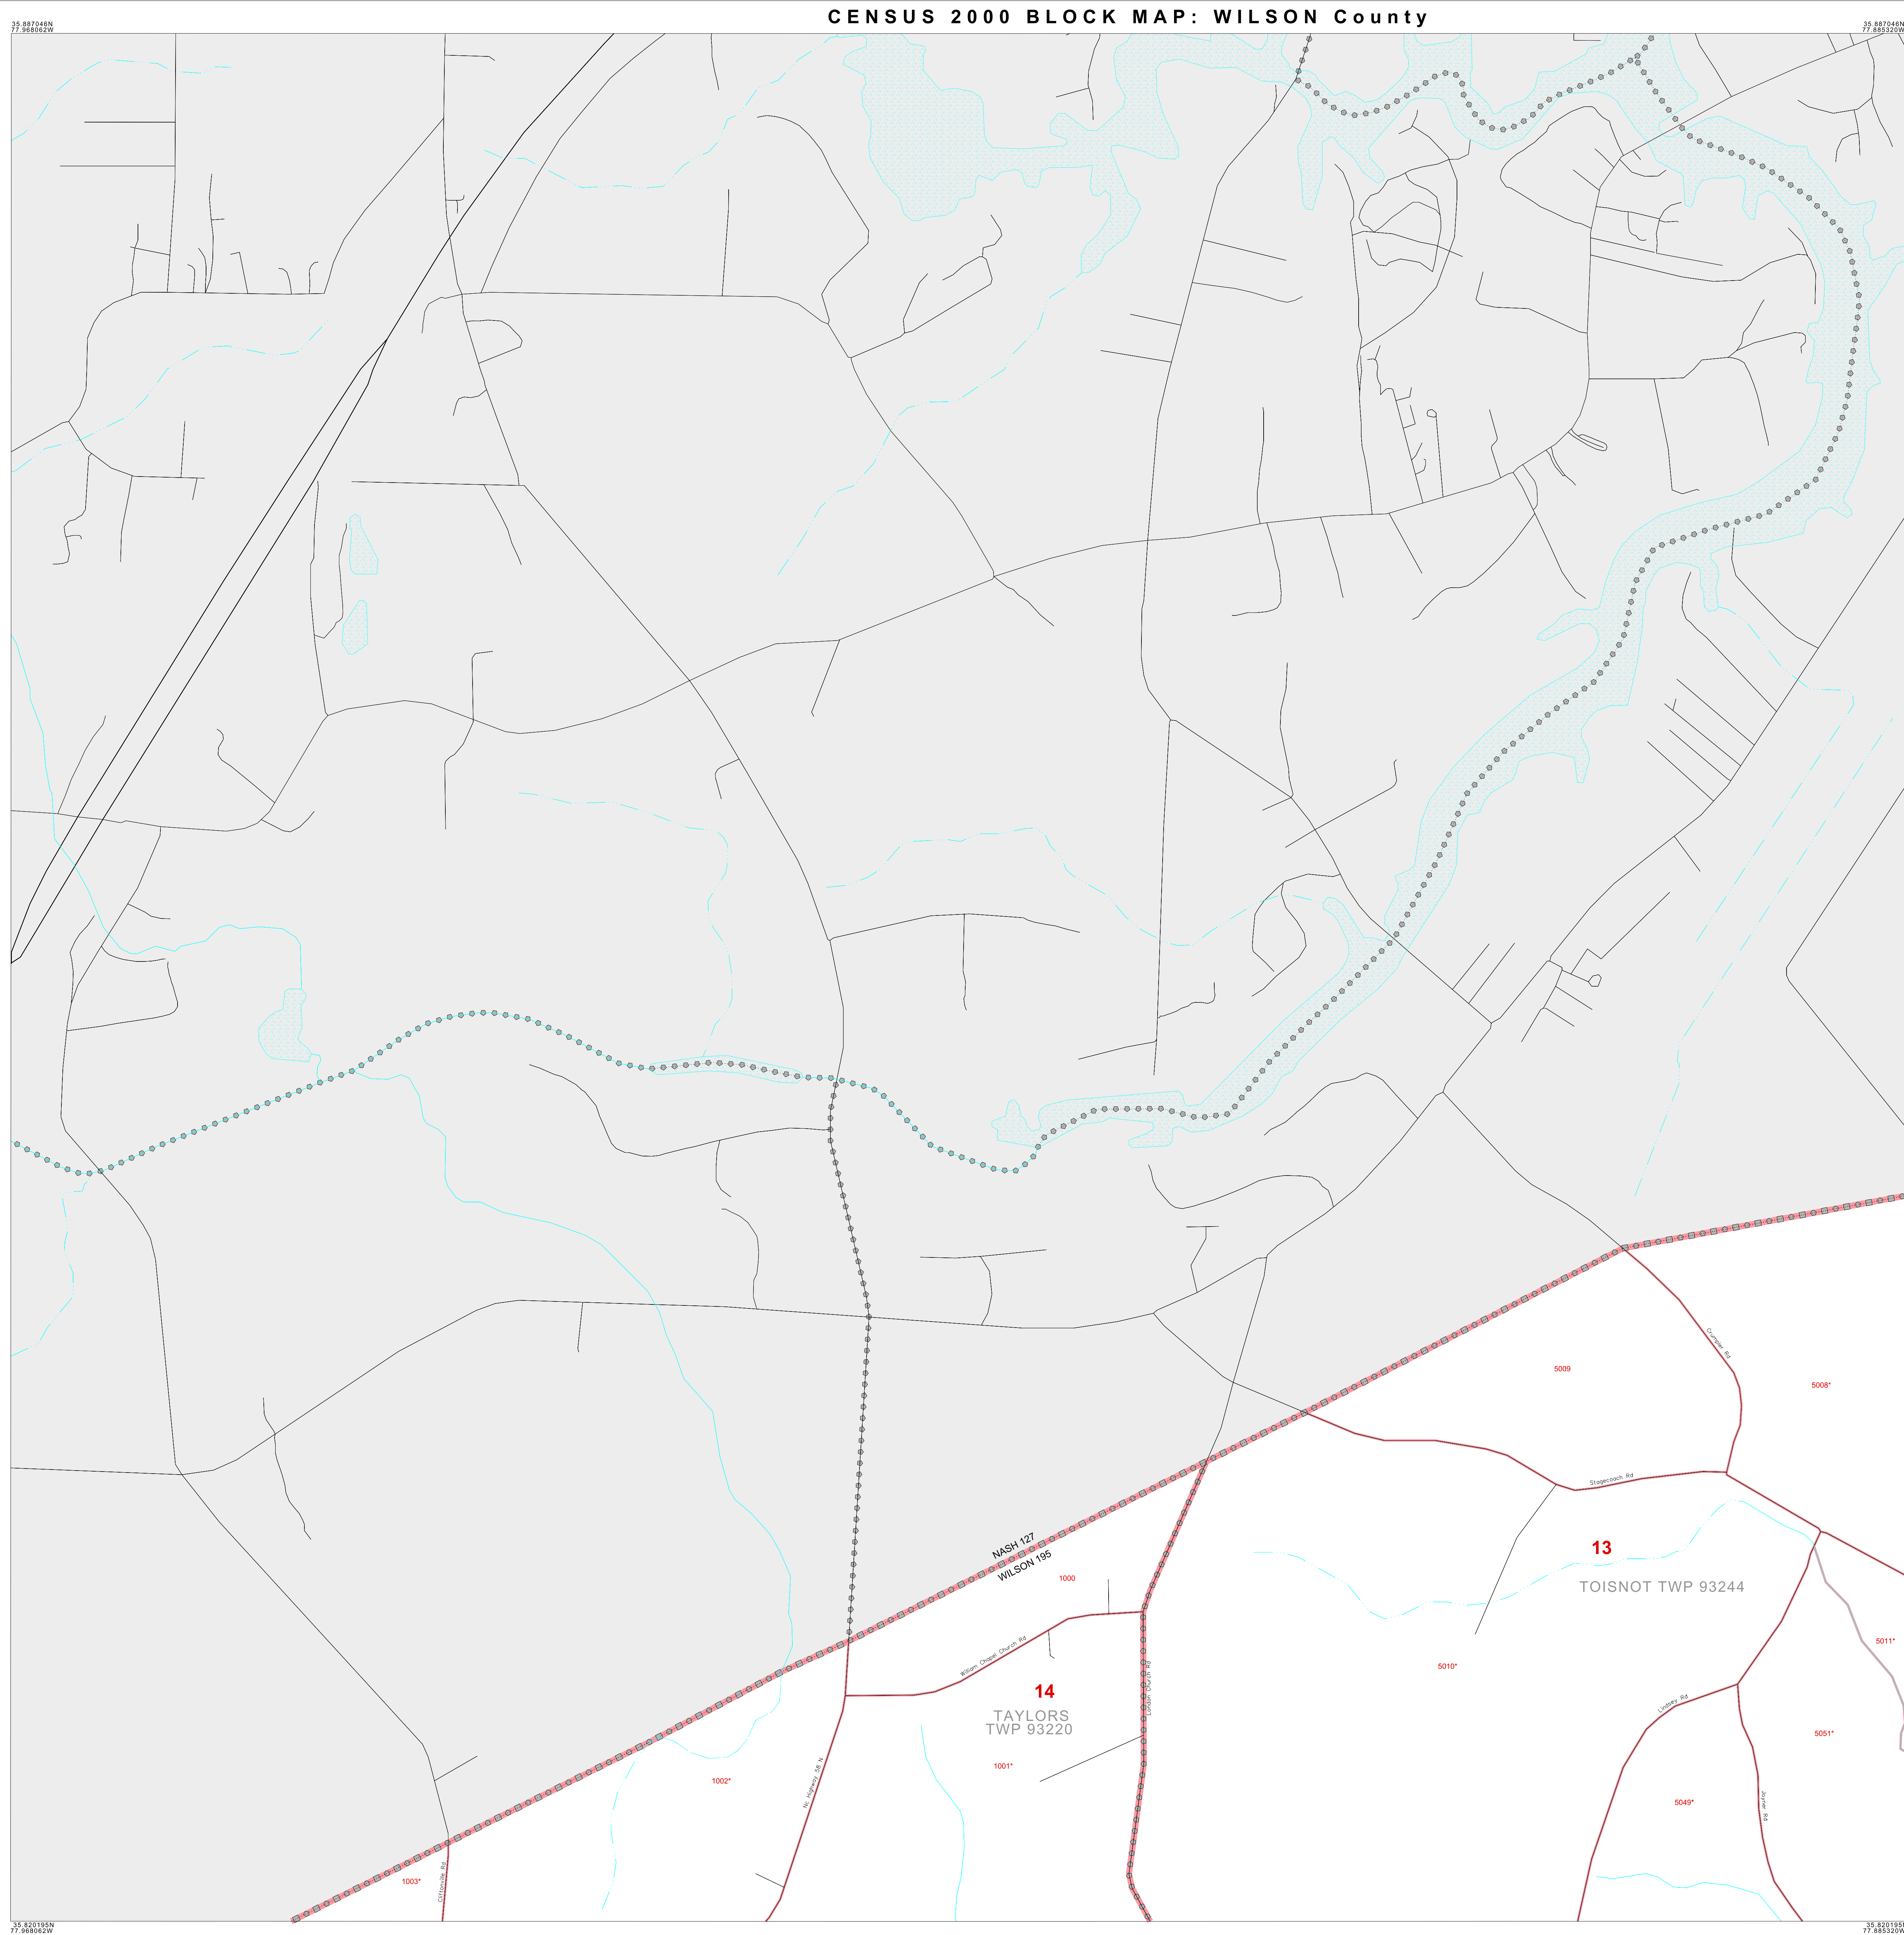 CENSUS 2000 BLOCK MAP: WILSON County
35.887046N
77.968062W
35.887046N
77.885320W
Crumpler Rd
5009
5008*
Stagecoach Rd
NASH 127
WILSON 195
1000
13
TOISNOT TWP 93244
William Chapel Church Rd
London Church Rd
5011*
5010*
14
TAYLORS
TWP 93220
Lindsey Rd
5051*
1001*
1002*
Nc Highway 58 N
5049*
Joyner Rd
1003*
Cliftonville Rd
35.820195N
77.968062W
35.820195N
77.885320W